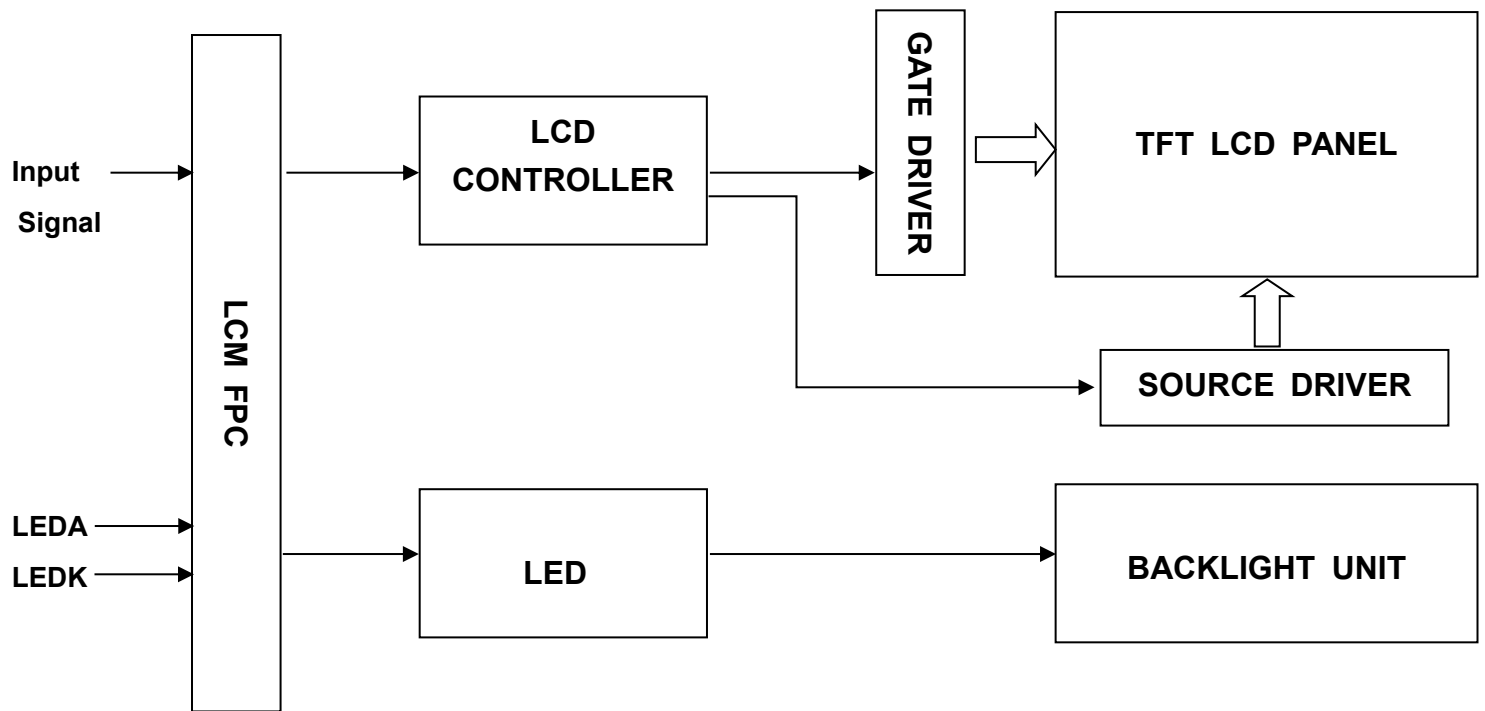 Input
Signal
LCM FPC
LEDA
LEDK
LCD
CONTROLLER
GATE DRIVER
TFT LCD PANEL
SOURCE DRIVER
LED
BACKLIGHT UNIT